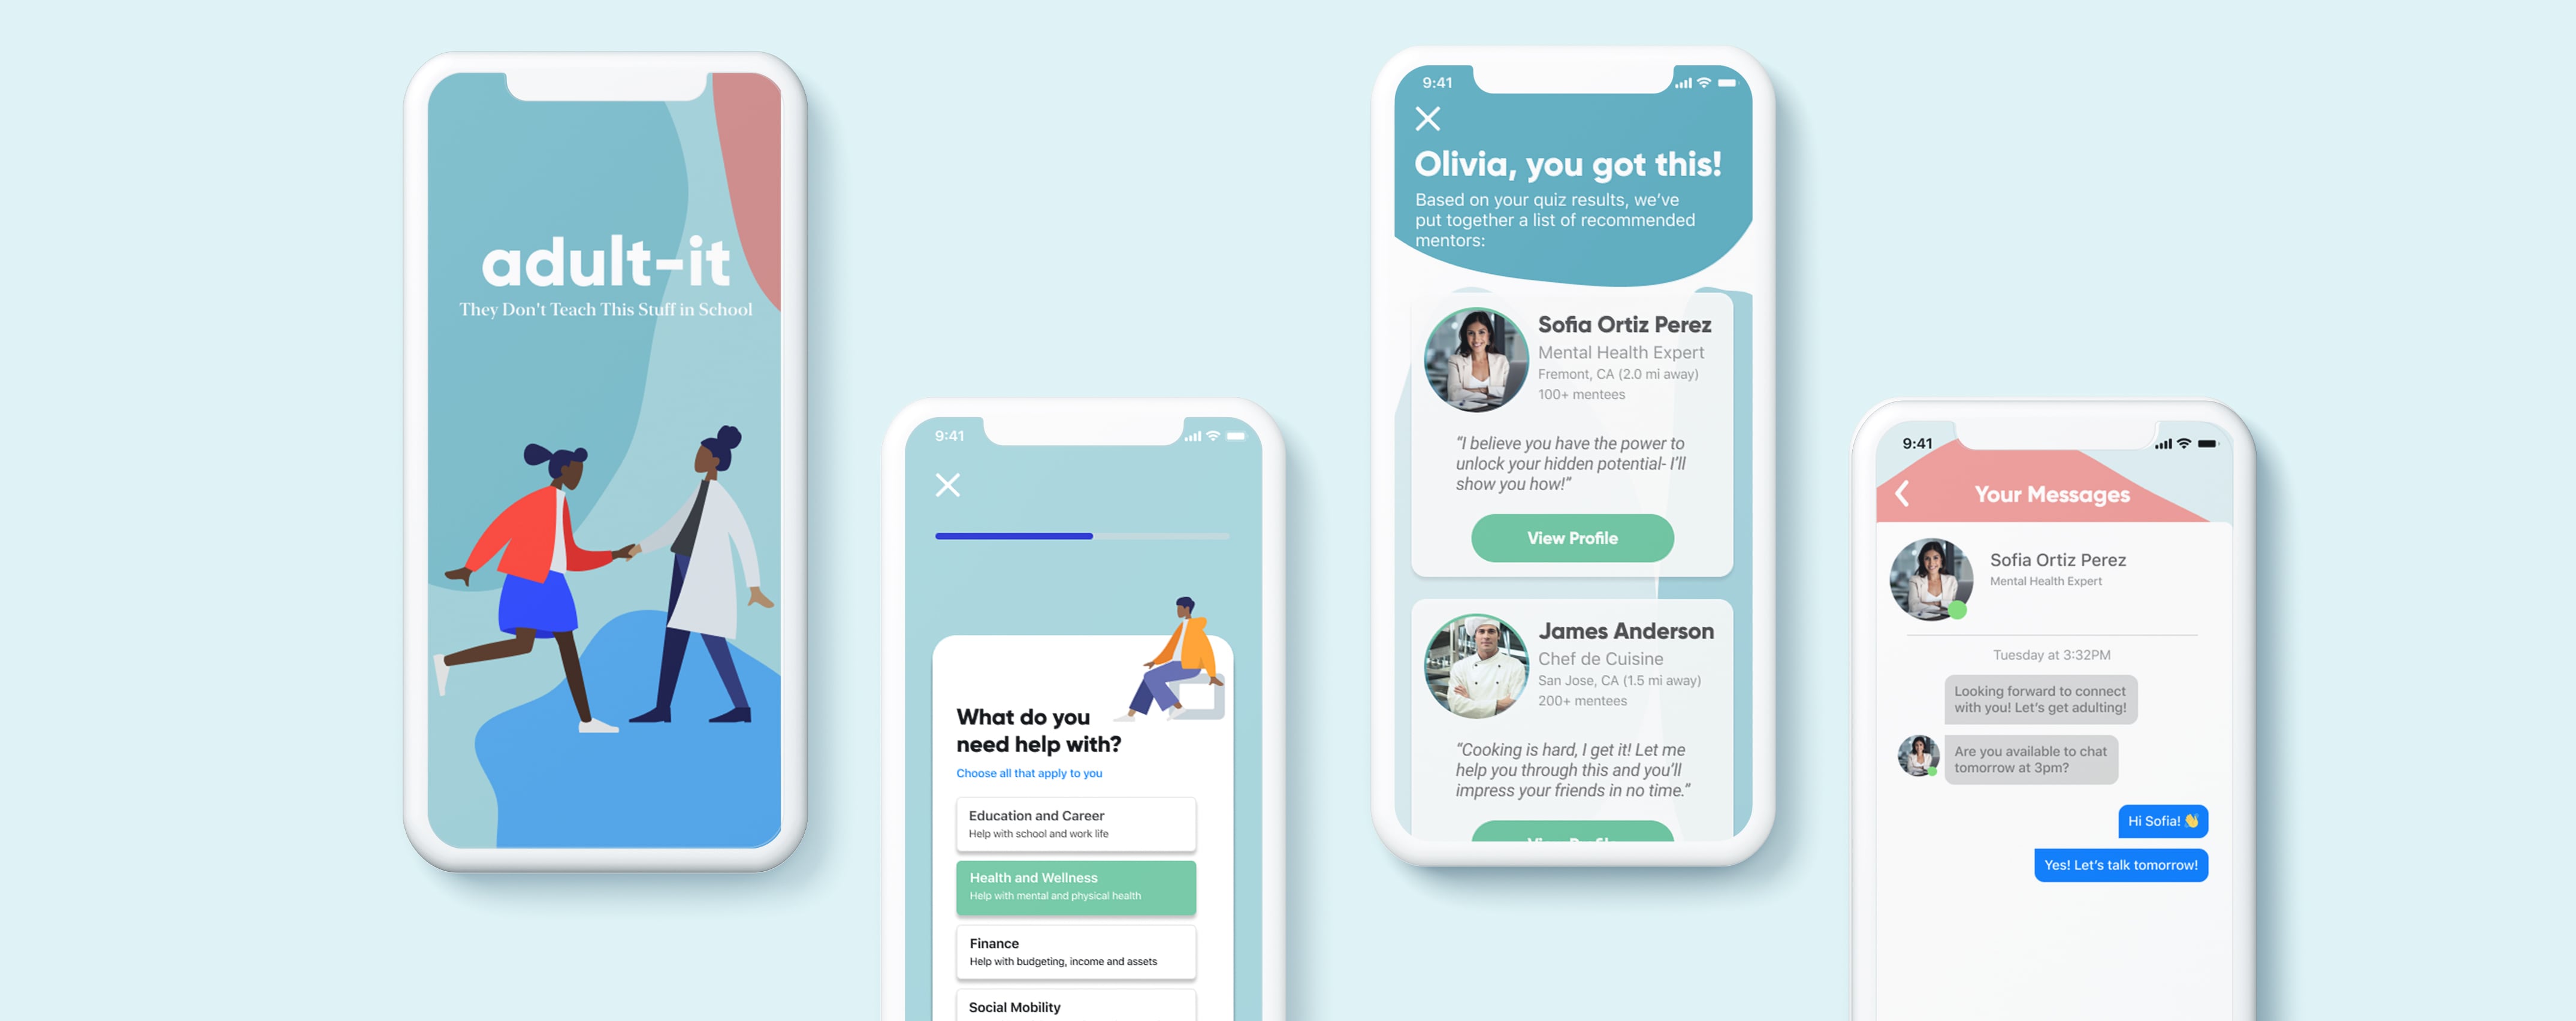 adult-it
They Don't Teach This Stuff in School
9:41
What do you
need help with?
Choose all that apply to you
Education and Career
Help with school and work life
Health and Wellness
Help with mental and physical health
Finance
Help with budgeting, income and assets
Social Mobility
9:41
Olivia, you got this!
Based on your quiz results, we've
put together a list of recommended
mentors:
Sofia Ortiz Perez
Mental Health Expert
Fremont, CA (2.0 mi away)
100+ mentees
"I believe you have the power to
unlock your hidden potential- I'll
show you how!"
View Profile
James Anderson
Chef de Cuisine
San Jose, CA (1.5 mi away)
200+ mentees
"Cooking is hard, I get it! Let me
help you through this and you'll
impress your friends in no time."
View Profile
9:41
Your Messages
Sofia Ortiz Perez
Mental Health Expert
Tuesday at 3:32PM
Looking forward to connect
with you! Let's get adulting!
Are you available to chat
tomorrow at 3pm?
Hi Sofia! 👋
Yes! Let's talk tomorrow!